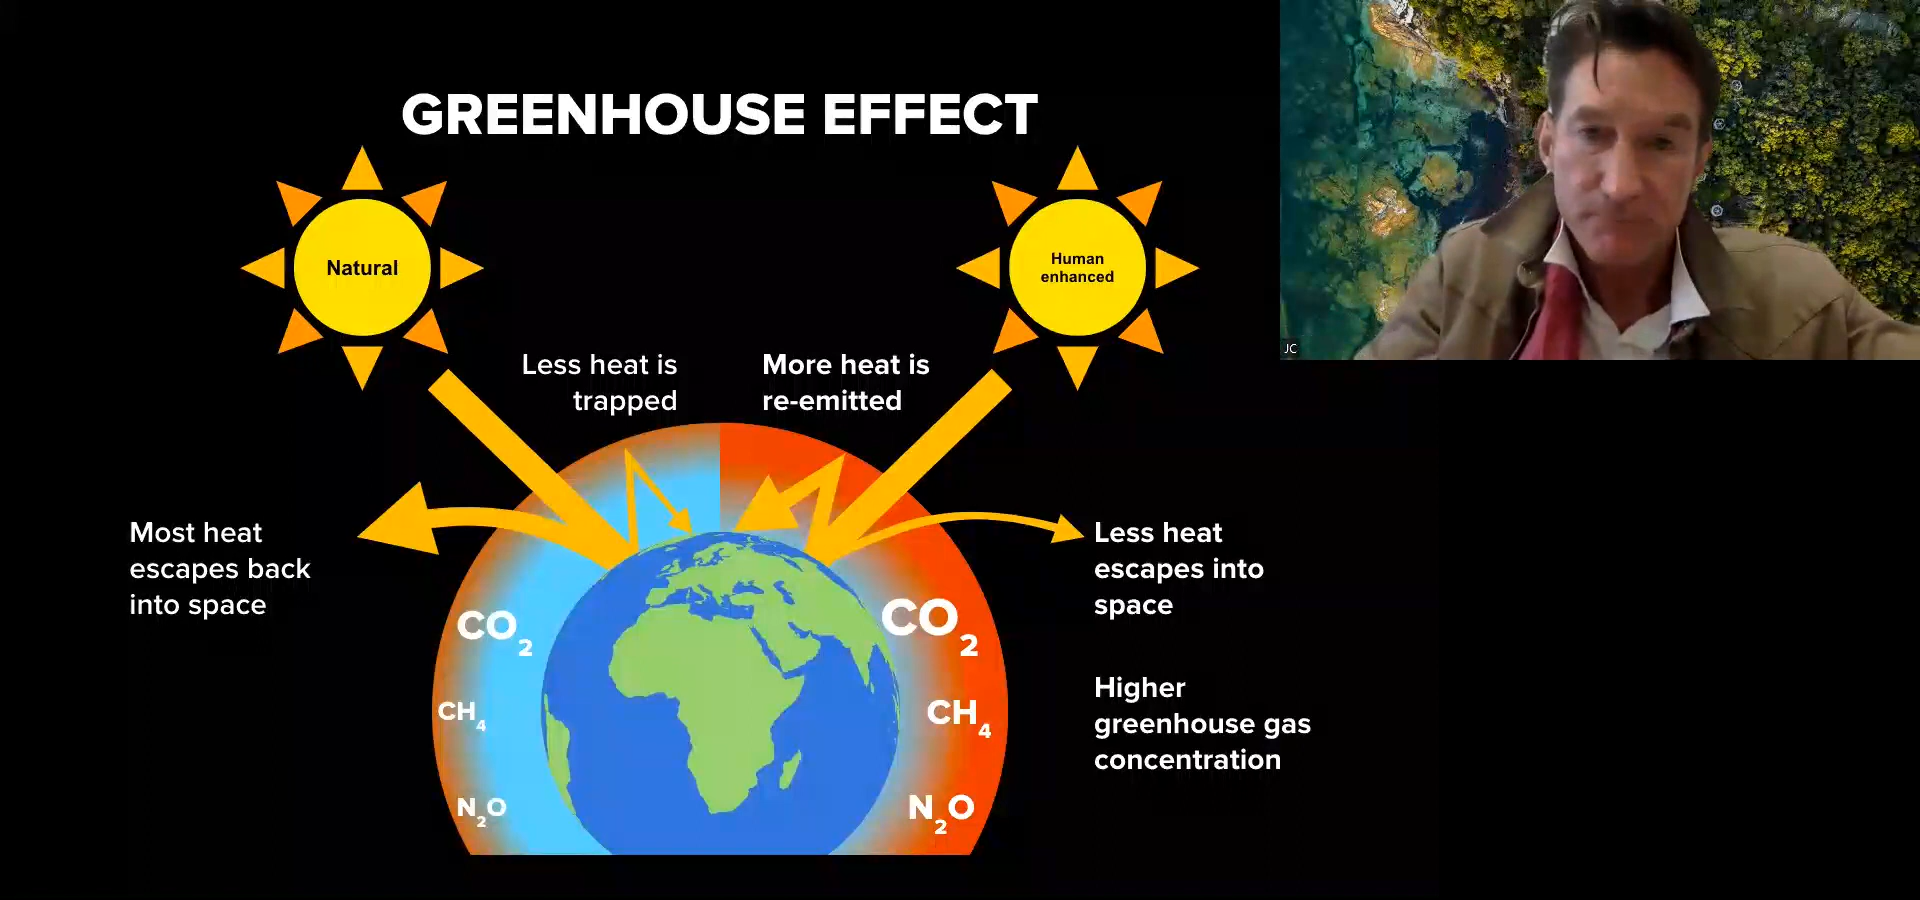 GREENHOUSE EFFECT
Natural
Human
enhanced
Less heat is
trapped
More heat is
re-emitted
Most heat
escapes back
into space
Less heat
escapes into
space
CO₂
CH₄
N₂O
CO₂
CH₄
N₂O
Higher
greenhouse gas
concentration
JC